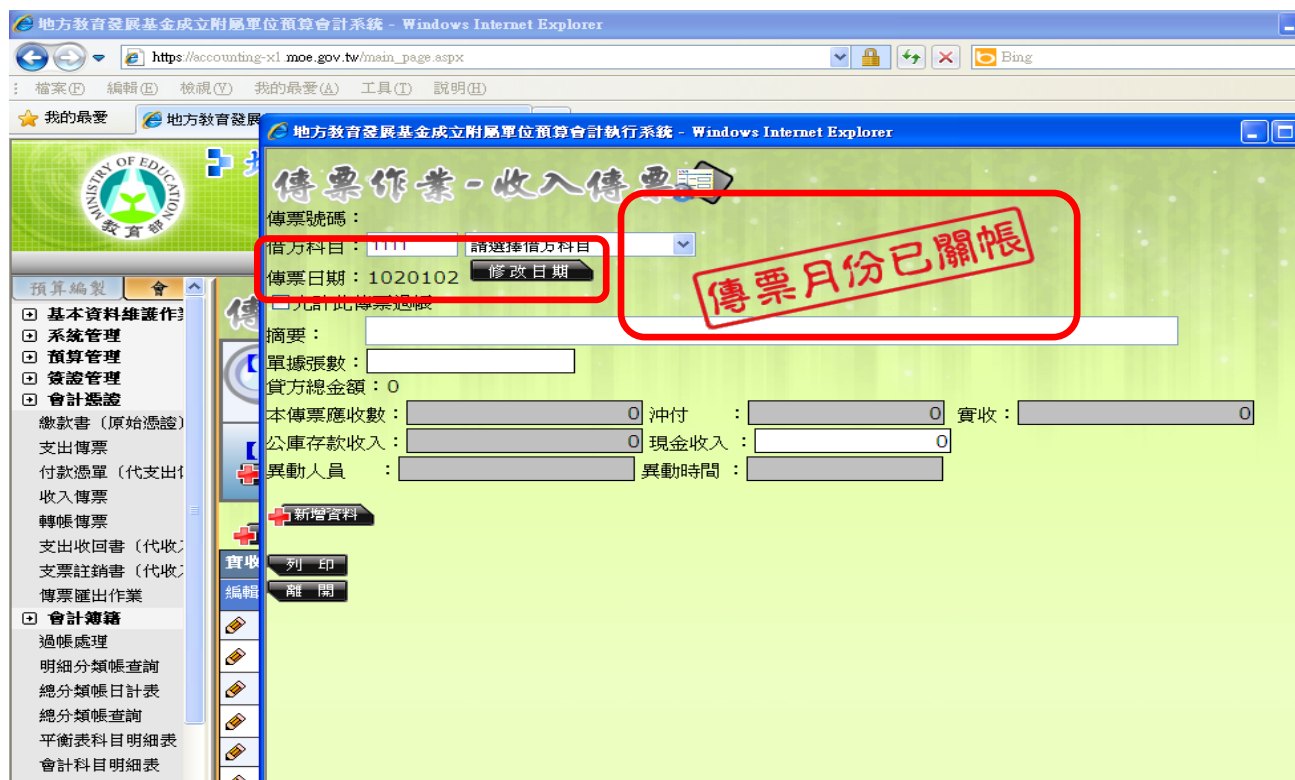 地方教育發展基金成立附屬單位預算會計系統 - Windows Internet Explorer
https://accounting-x1.moe.gov.tw/main_page.aspx
Bing
檔案(F) 編輯(E) 檢視(V) 我的最愛(A) 工具(T) 說明(H)
我的最愛
地方教育發展
地方教育發展基金成立附屬單位預算會計執行系統 - Windows Internet Explorer
MINISTRY OF EDUCATION
教育部
傳票作業-收入傳票
傳票號碼：
借方科目： 1111 請選擇借方科目
傳票日期：1020102 修改日期
傳票月份已關帳
允許此傳票過帳
摘要：
單據張數：
貸方總金額：0
本傳票應收數： 0 沖付 ： 0 實收： 0
公庫存款收入： 0 現金收入 ： 0
異動人員 ： 異動時間 ：
新增資料
列 印
離 開
預算編製 會
基本資料維護作業
系統管理
預算管理
簽證管理
會計憑證
繳款書（原始憑證）
支出傳票
付款憑單（代支出傳
收入傳票
轉帳傳票
支出收回書（代收入
支票註銷書（代收入
傳票匯出作業
會計簿籍
過帳處理
明細分類帳查詢
總分類帳日計表
總分類帳查詢
平衡表科目明細表
會計科目明細表
傳
實收
編輯